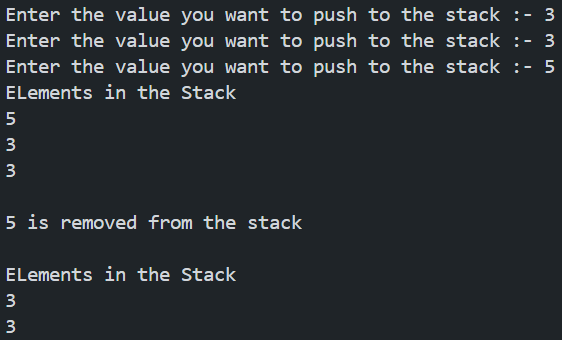 Enter the value you want to push to the stack :- 3
Enter the value you want to push to the stack :- 3
Enter the value you want to push to the stack :- 5
ELements in the Stack
5
3
3
5 is removed from the stack
ELements in the Stack
3
3